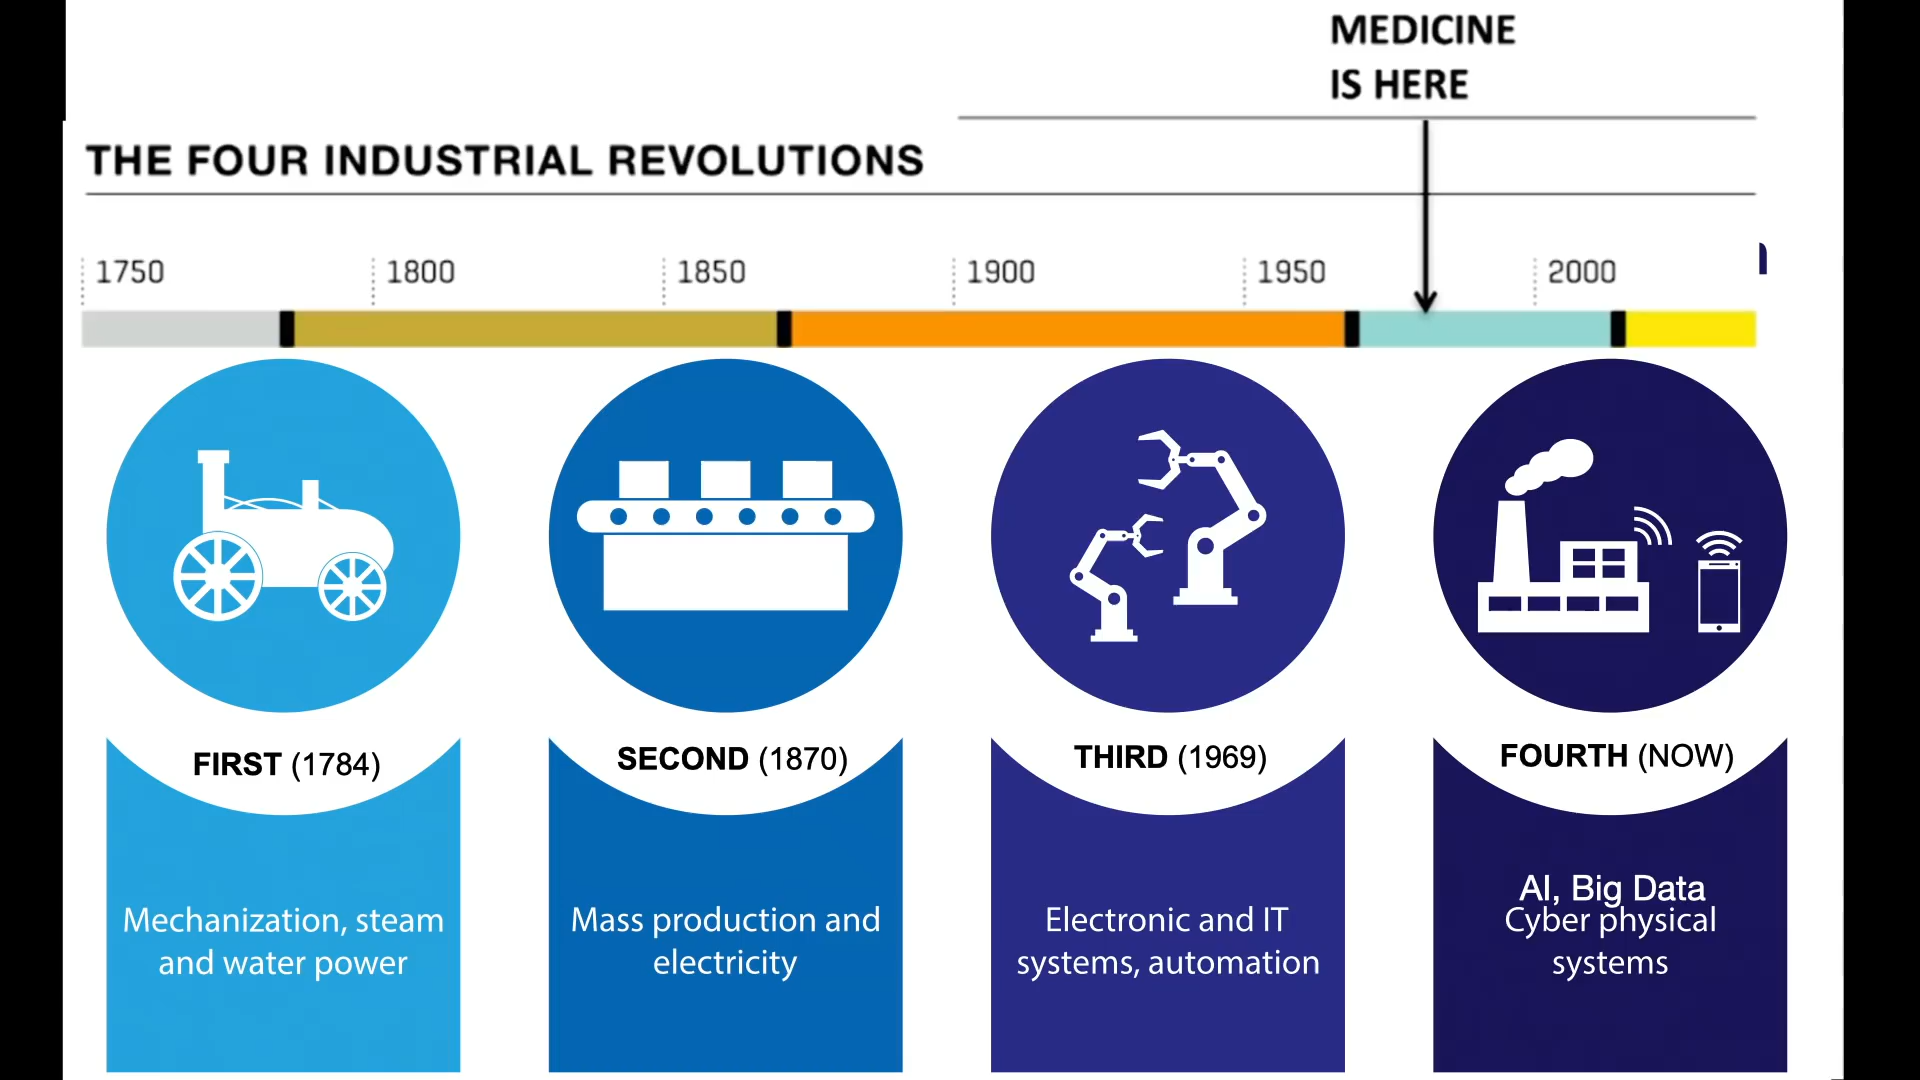 MEDICINE
IS HERE
THE FOUR INDUSTRIAL REVOLUTIONS
1750 1800 1850 1900 1950 2000
FIRST (1784)
SECOND (1870)
THIRD (1969)
FOURTH (NOW)
Mechanization, steam
and water power
Mass production and
electricity
Electronic and IT
systems, automation
AI, Big Data
Cyber physical
systems